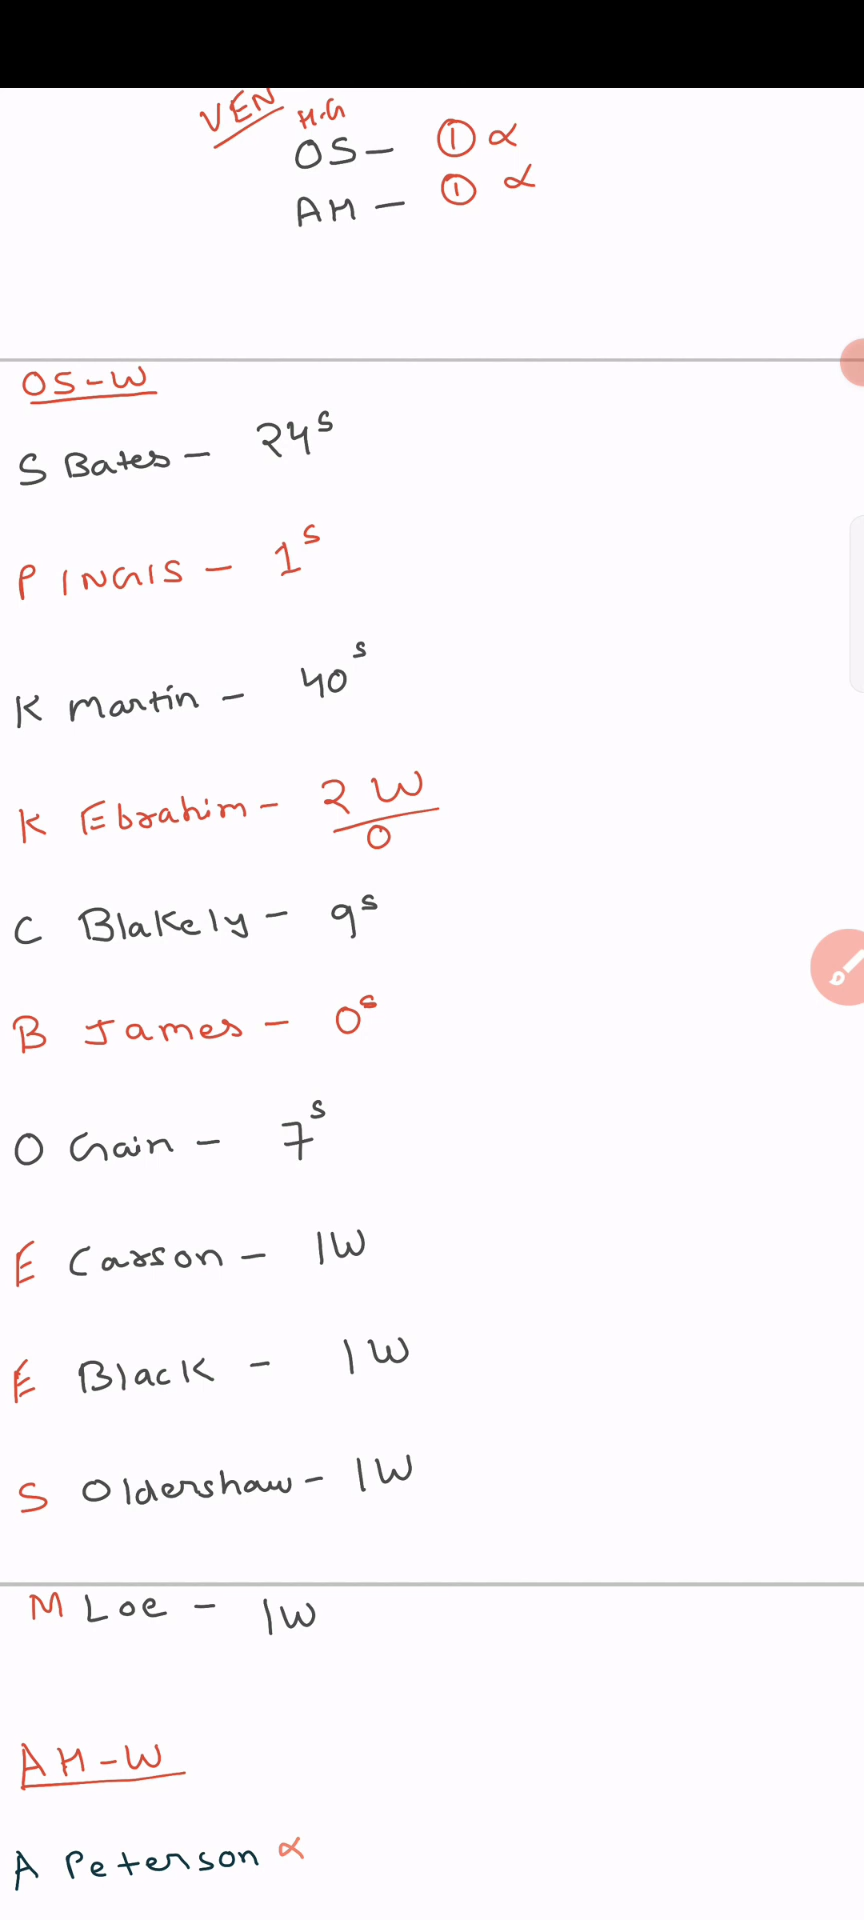 VEN H-G
OS - ① α
AH - ① α
OS-W
S Bates - 24s
P INGIS - 1s
K Martin - 40s
K Ebrahim - 2W/0
C Blakely - 9s
B James - 0s
O Gain - 7s
E Carson - 1W
E Black - 1W
S Oldershaw - 1W
M Loe - 1W
AH-W
A Peterson α